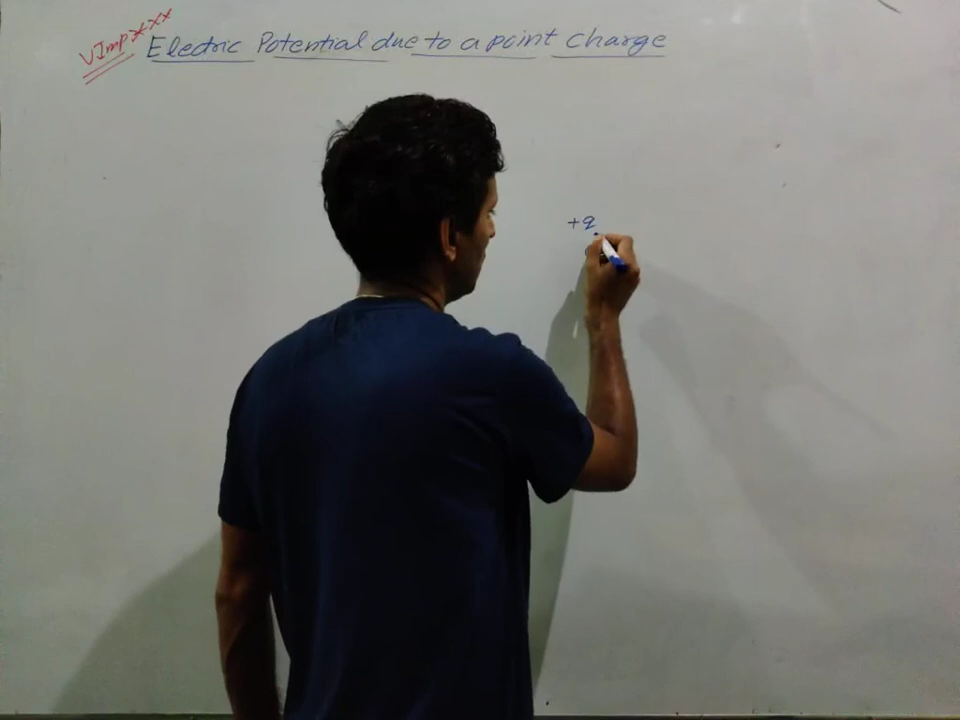 VImp*** Electric Potential due to a point charge
+q